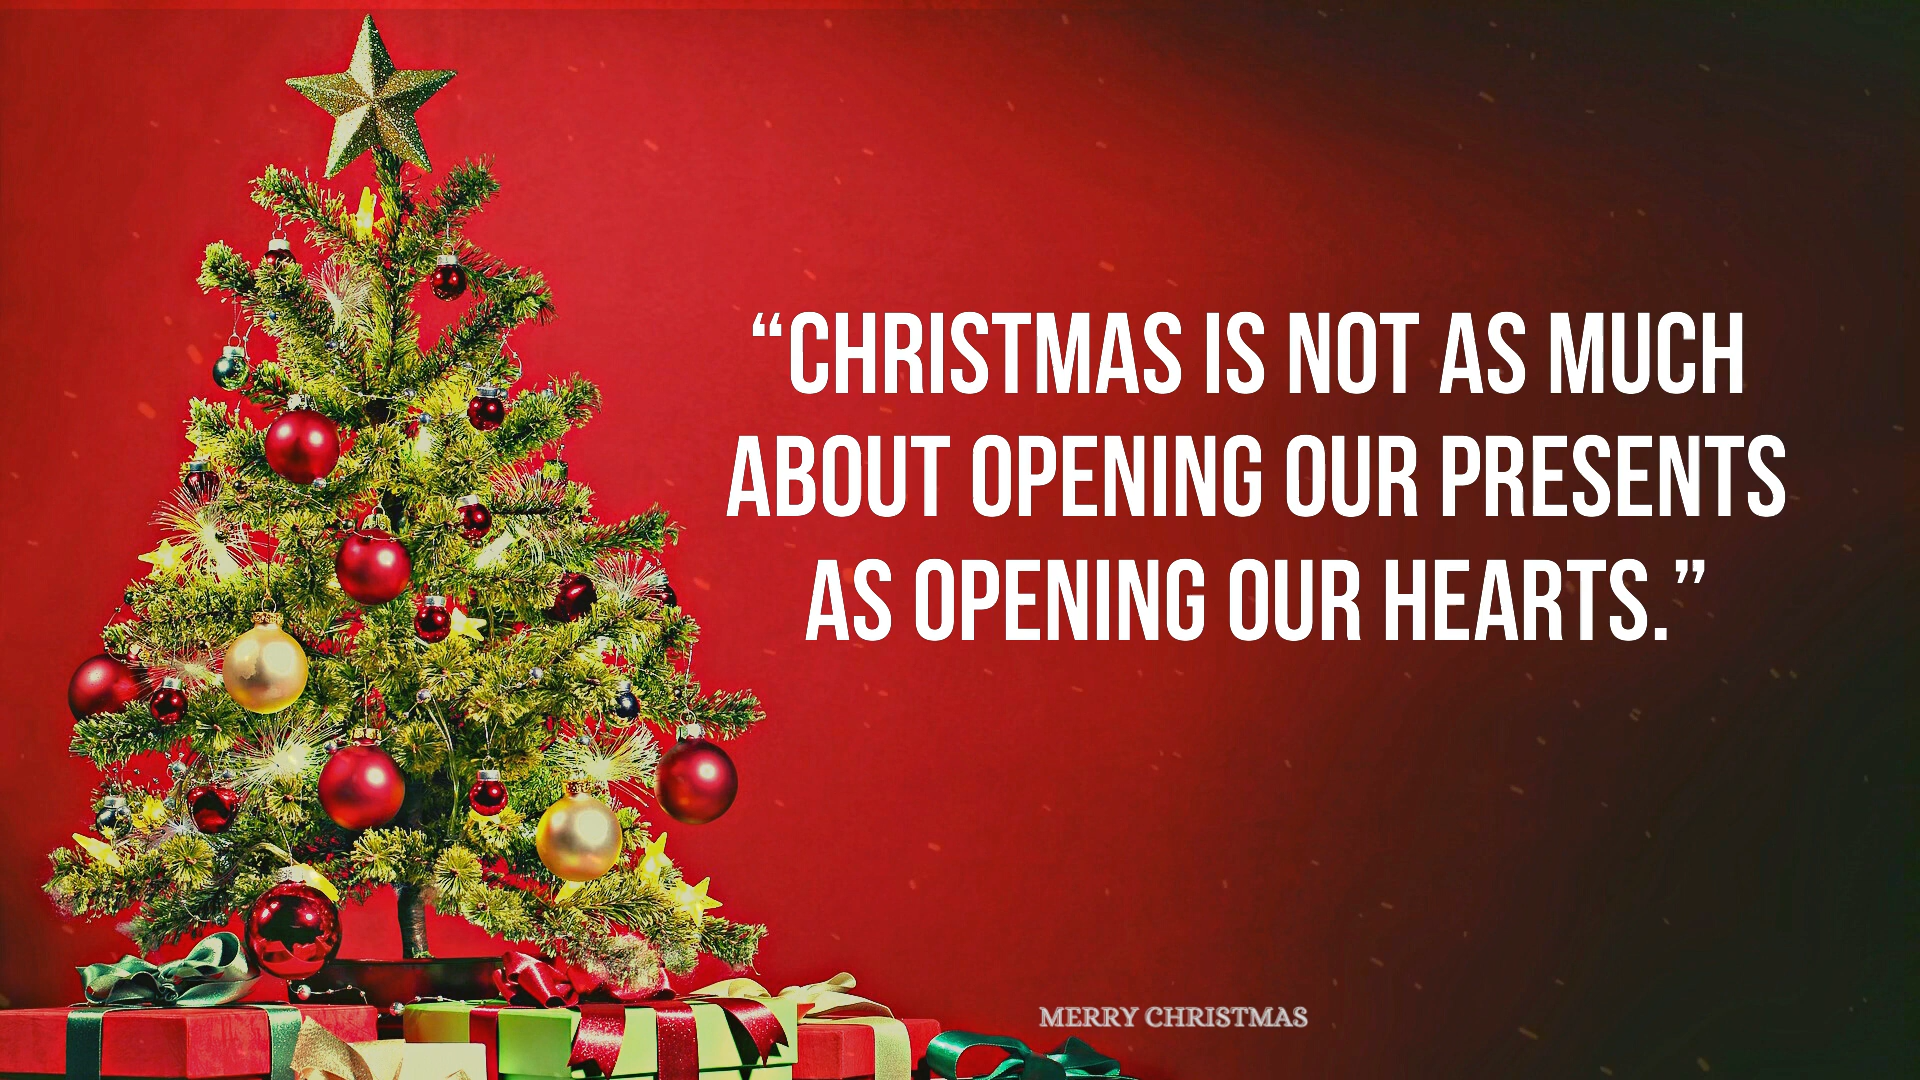 “CHRISTMAS IS NOT AS MUCH
ABOUT OPENING OUR PRESENTS
AS OPENING OUR HEARTS.”
MERRY CHRISTMAS